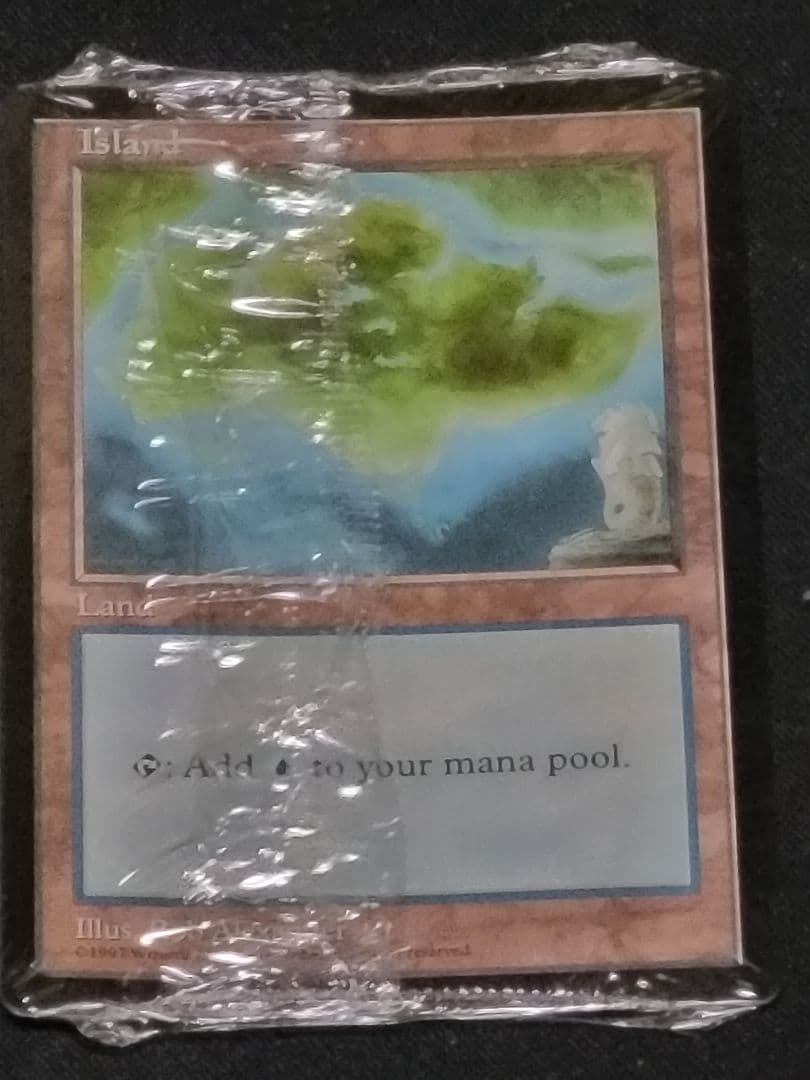 Island
Land
: Add to your mana pool.
Illus.
©1997 reserved